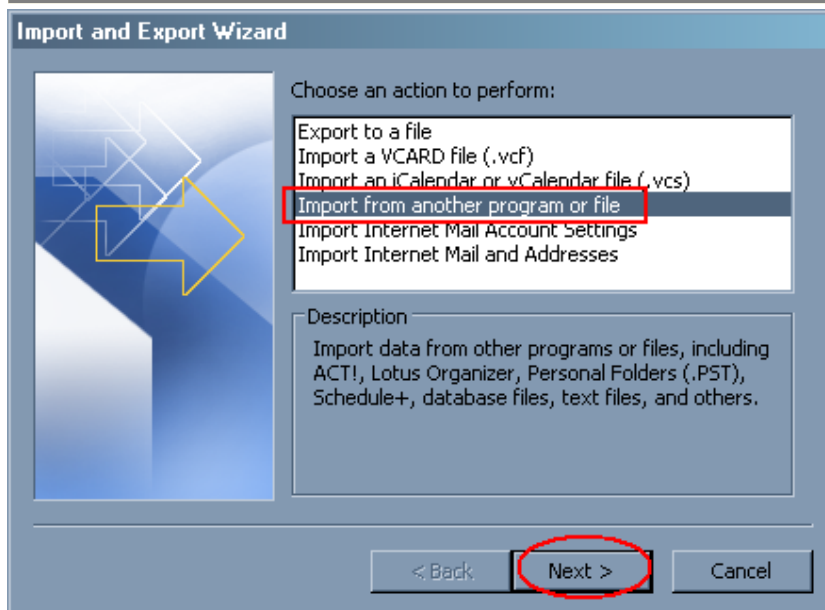 Import and Export Wizard
Choose an action to perform:
Export to a file
Import a VCARD file (.vcf)
Import an iCalendar or vCalendar file (.vcs)
Import from another program or file
Import Internet Mail Account Settings
Import Internet Mail and Addresses
Description
Import data from other programs or files, including
ACT!, Lotus Organizer, Personal Folders (.PST),
Schedule+, database files, text files, and others.
< Back Next > Cancel